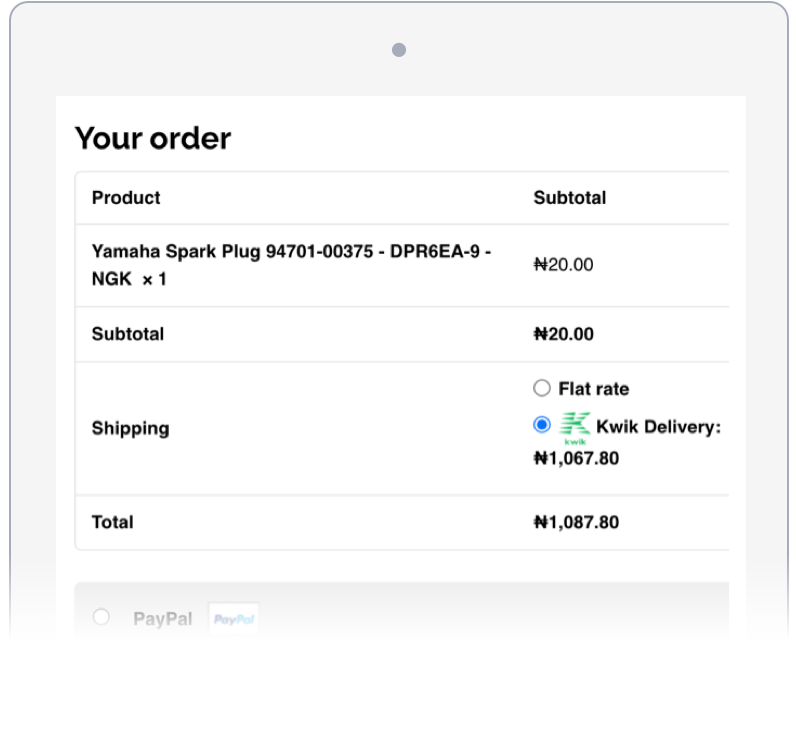 Your order
Product Subtotal
Yamaha Spark Plug 94701-00375 - DPR6EA-9 -
NGK × 1
₦20.00
Subtotal ₦20.00
Shipping
Flat rate
kwik Kwik Delivery:
₦1,067.80
Total ₦1,087.80
PayPal PayPal